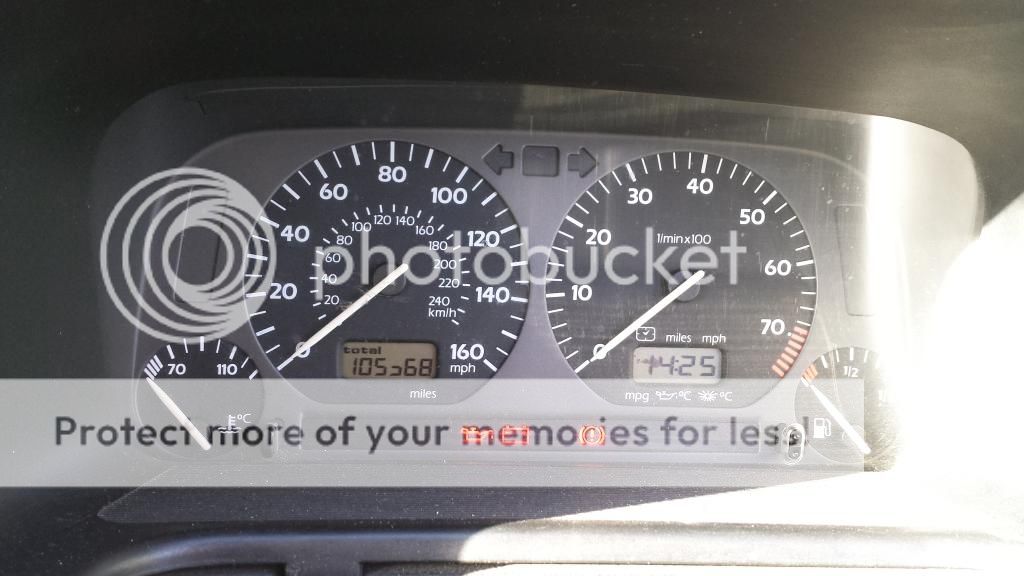 80
60 100
40 120
20 140
0 160
mph
20 40 60 80 100 120 140 160 180 200 220 240
km/h
total
miles
40
30 50
20 60
10 70
0
1/min x 100
miles mph
14:25
mpg °C °C
70 110
°C
1/2
photobucket
Protect more of your memories for less!